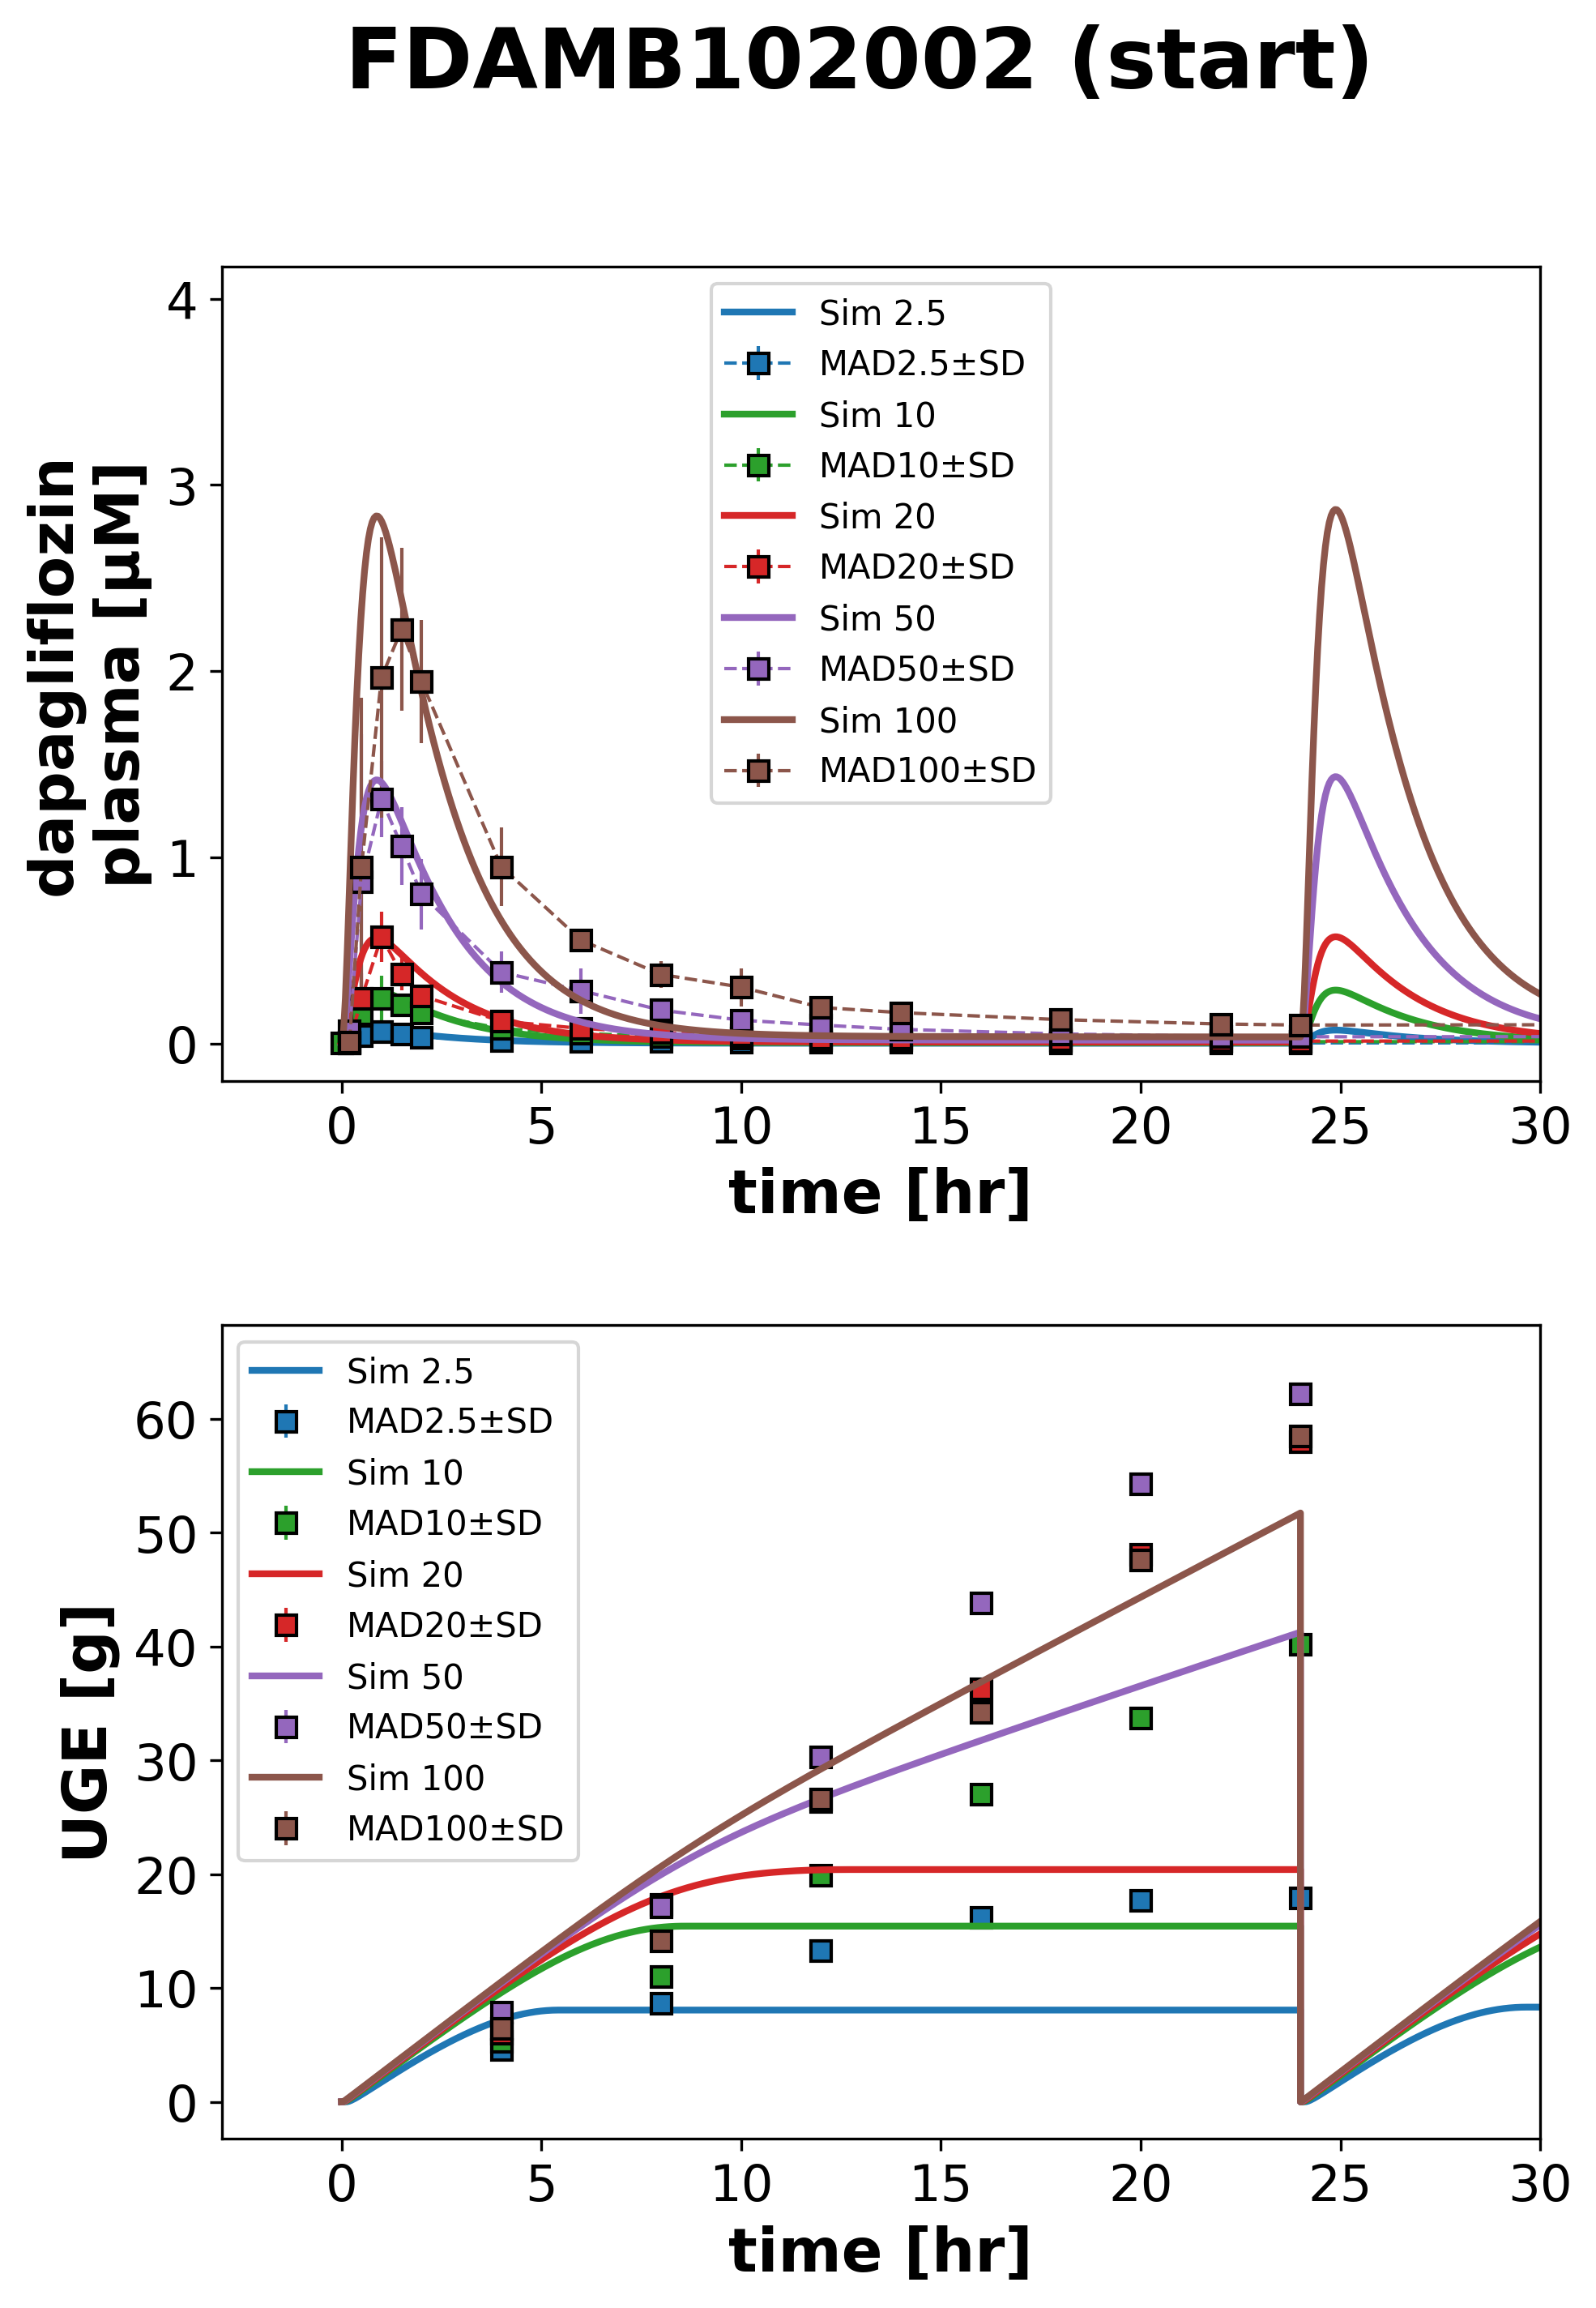 FDAMB102002 (start)
dapagliflozin
plasma [µM]
4
3
2
1
0
Sim 2.5
MAD2.5±SD
Sim 10
MAD10±SD
Sim 20
MAD20±SD
Sim 50
MAD50±SD
Sim 100
MAD100±SD
0 5 10 15 20 25 30
time [hr]
UGE [g]
60
50
40
30
20
10
0
Sim 2.5
MAD2.5±SD
Sim 10
MAD10±SD
Sim 20
MAD20±SD
Sim 50
MAD50±SD
Sim 100
MAD100±SD
0 5 10 15 20 25 30
time [hr]